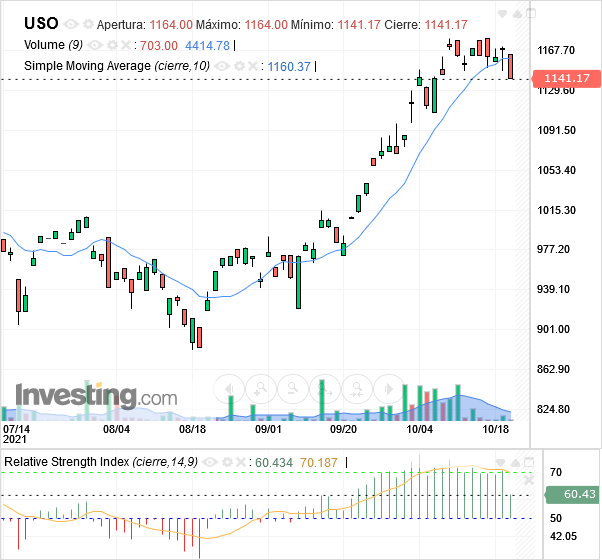 USO Apertura: 1164.00 Máximo: 1164.00 Mínimo: 1141.17 Cierre: 1141.17
Volume (9) : 703.00 4484.78
Simple Moving Average (cierre,10) : 1160.37
1167.70
1141.17
1129.60
1091.50
1053.40
1015.30
977.20
939.10
901.00
862.90
824.80
Investing.com
07/14 08/04 08/18 09/01 09/20 10/04 10/18
2021
Relative Strength Index (cierre,14,9) : 60.434 70.187
70
60.43
50
42.05